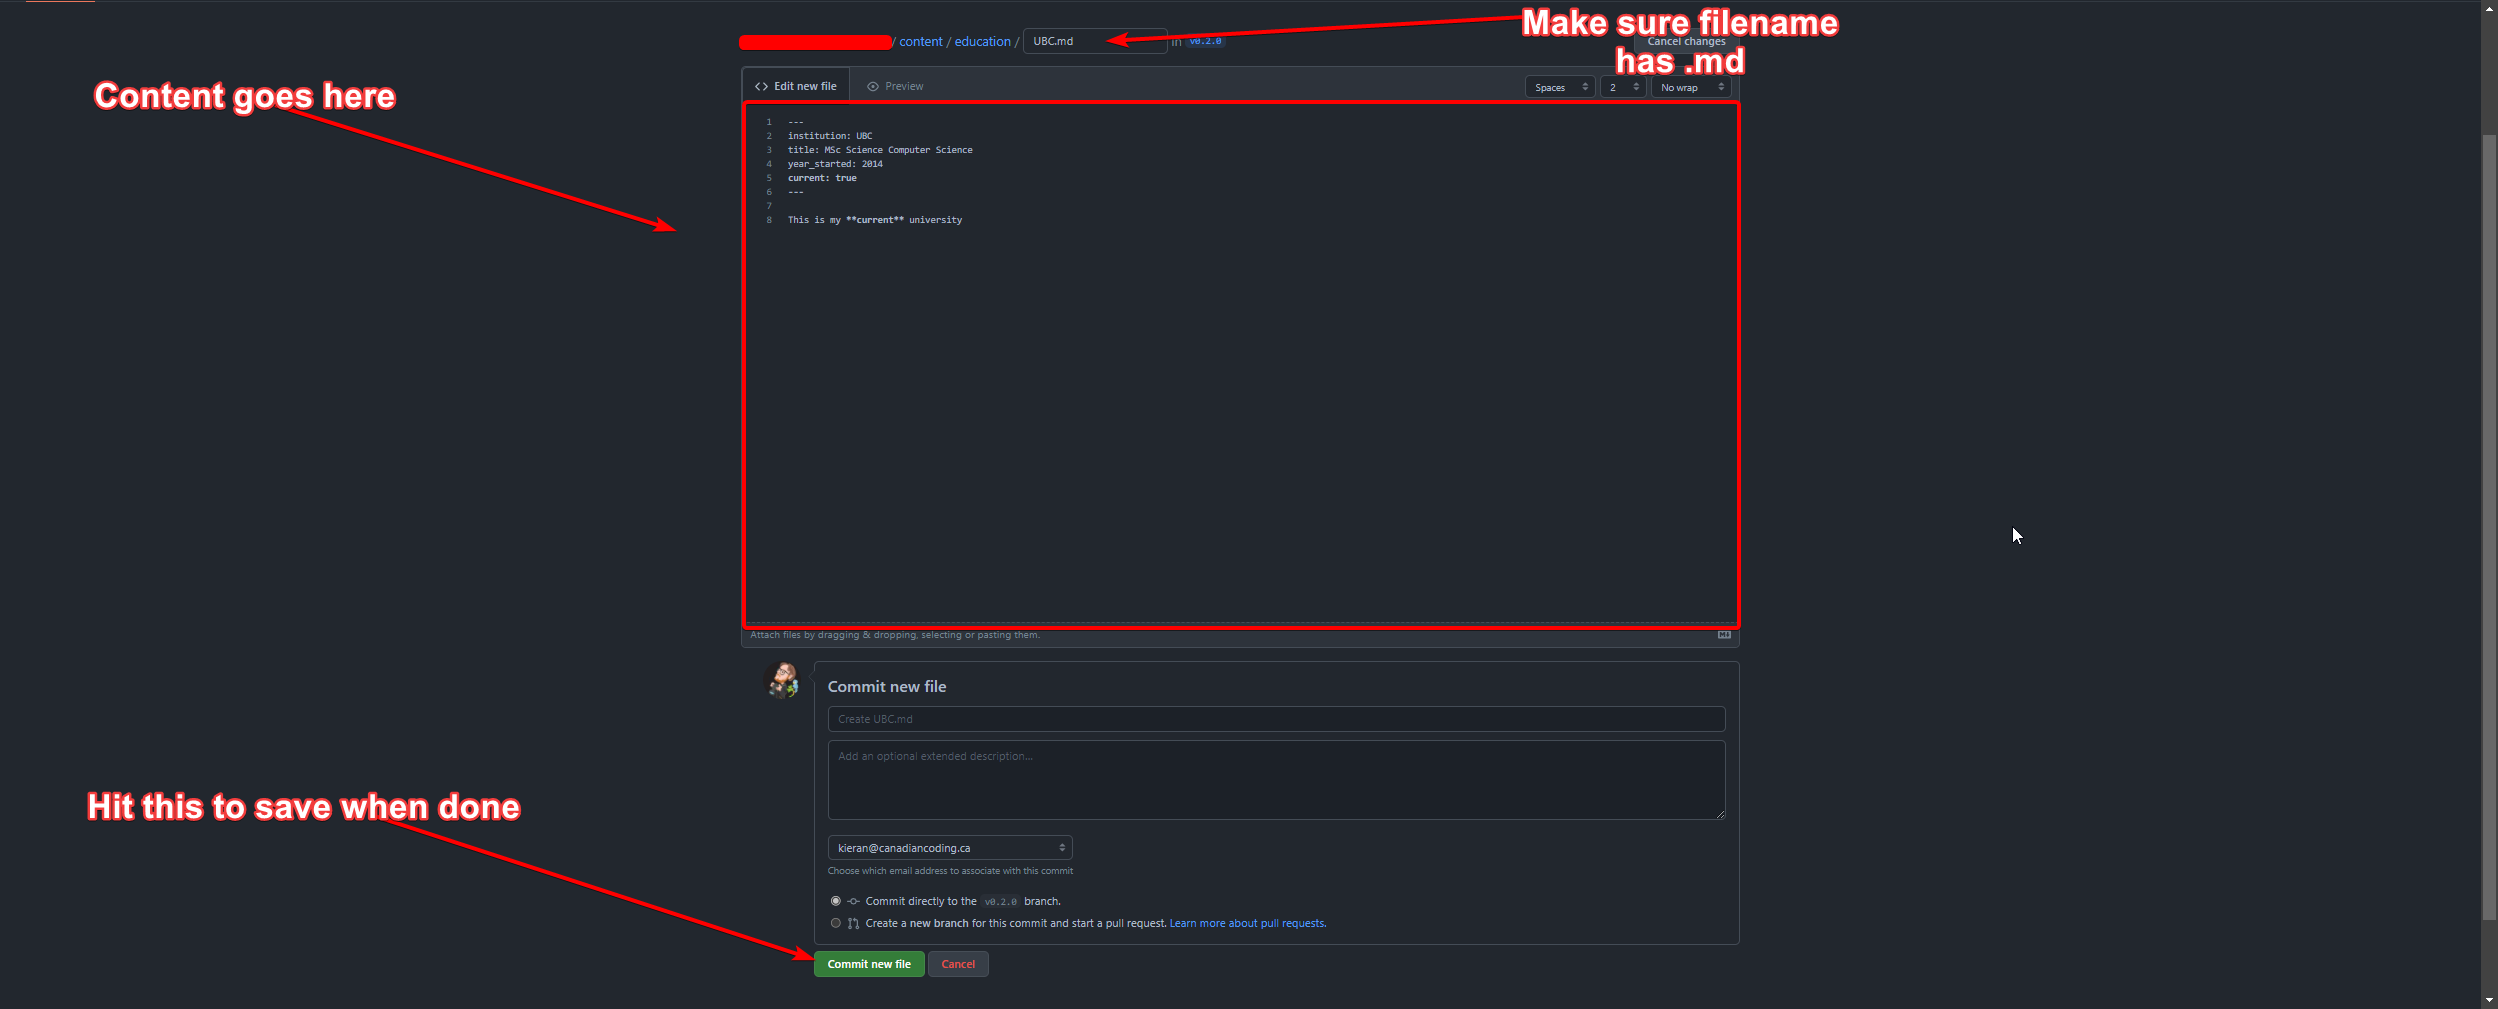 Make sure filename
has .md
/ content / education / UBC.md in v0.2.0
Cancel changes
Content goes here
<> Edit new file
Preview
Spaces
2
No wrap
1 ---
2 institution: UBC
3 title: MSc Science Computer Science
4 year_started: 2014
5 current: true
6 ---
7
8 This is my **current** university
Attach files by dragging & dropping, selecting or pasting them.
Commit new file
Create UBC.md
Add an optional extended description...
Hit this to save when done
kieran@canadiancoding.ca
Choose which email address to associate with this commit
Commit directly to the v0.2.0 branch.
Create a new branch for this commit and start a pull request. Learn more about pull requests.
Commit new file
Cancel